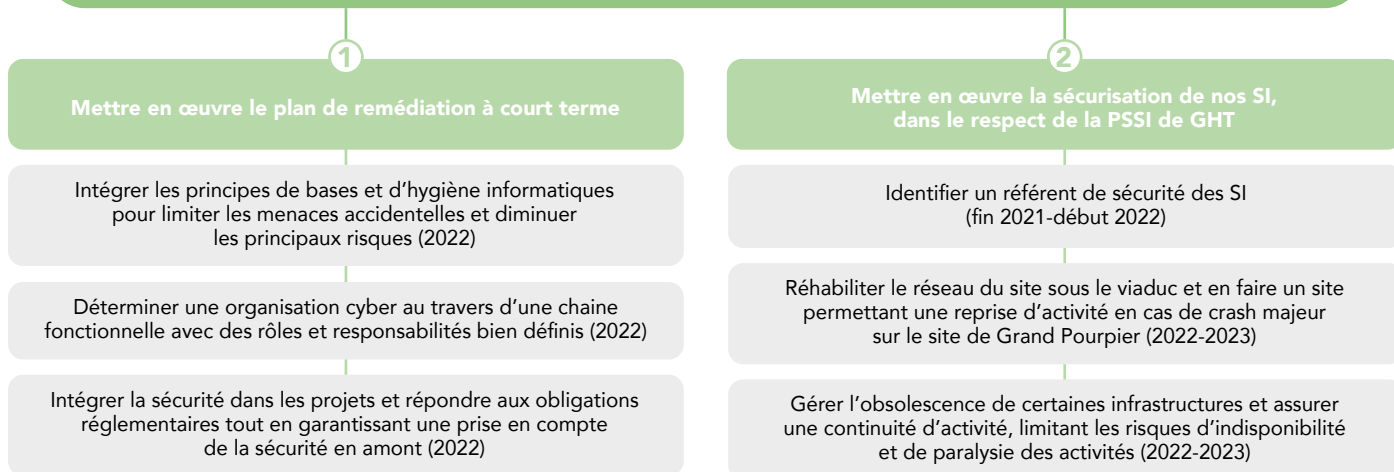 1
Mettre en œuvre le plan de remédiation à court terme
Intégrer les principes de bases et d'hygiène informatiques
pour limiter les menaces accidentelles et diminuer
les principaux risques (2022)
Déterminer une organisation cyber au travers d'une chaine
fonctionnelle avec des rôles et responsabilités bien définis (2022)
Intégrer la sécurité dans les projets et répondre aux obligations
réglementaires tout en garantissant une prise en compte
de la sécurité en amont (2022)
2
Mettre en œuvre la sécurisation de nos SI,
dans le respect de la PSSI de GHT
Identifier un référent de sécurité des SI
(fin 2021-début 2022)
Réhabiliter le réseau du site sous le viaduc et en faire un site
permettant une reprise d'activité en cas de crash majeur
sur le site de Grand Pourpier (2022-2023)
Gérer l'obsolescence de certaines infrastructures et assurer
une continuité d'activité, limitant les risques d'indisponibilité
et de paralysie des activités (2022-2023)